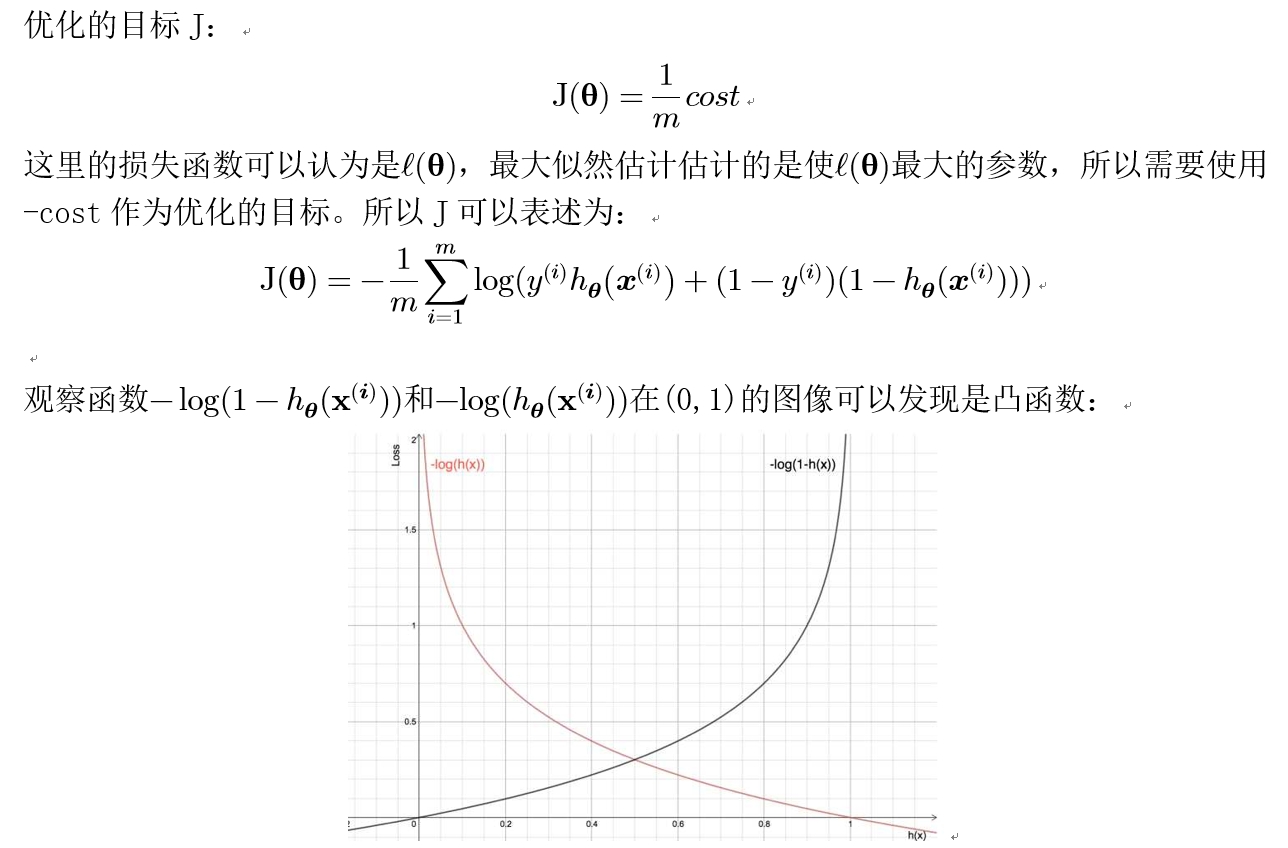 优化的目标 J：
J(θ) = \frac{1}{m} cost
这里的损失函数可以认为是ℓ(θ)，最大似然估计估计的是使ℓ(θ)最大的参数，所以需要使用
-cost 作为优化的目标。所以 J 可以表述为：
J(θ) = -\frac{1}{m} \sum_{i=1}^{m} log(y^{(i)}h_θ(x^{(i)}) + (1 - y^{(i)})(1 - h_θ(x^{(i)})))
观察函数-log(1 - h_θ(x^{(i)}))和-log(h_θ(x^{(i)}))在(0,1)的图像可以发现是凸函数：
2
Loss
-log(h(x))
-log(1-h(x))
1.5
1
0.5
0
0.2
0.4
0.6
0.8
1
h(x)